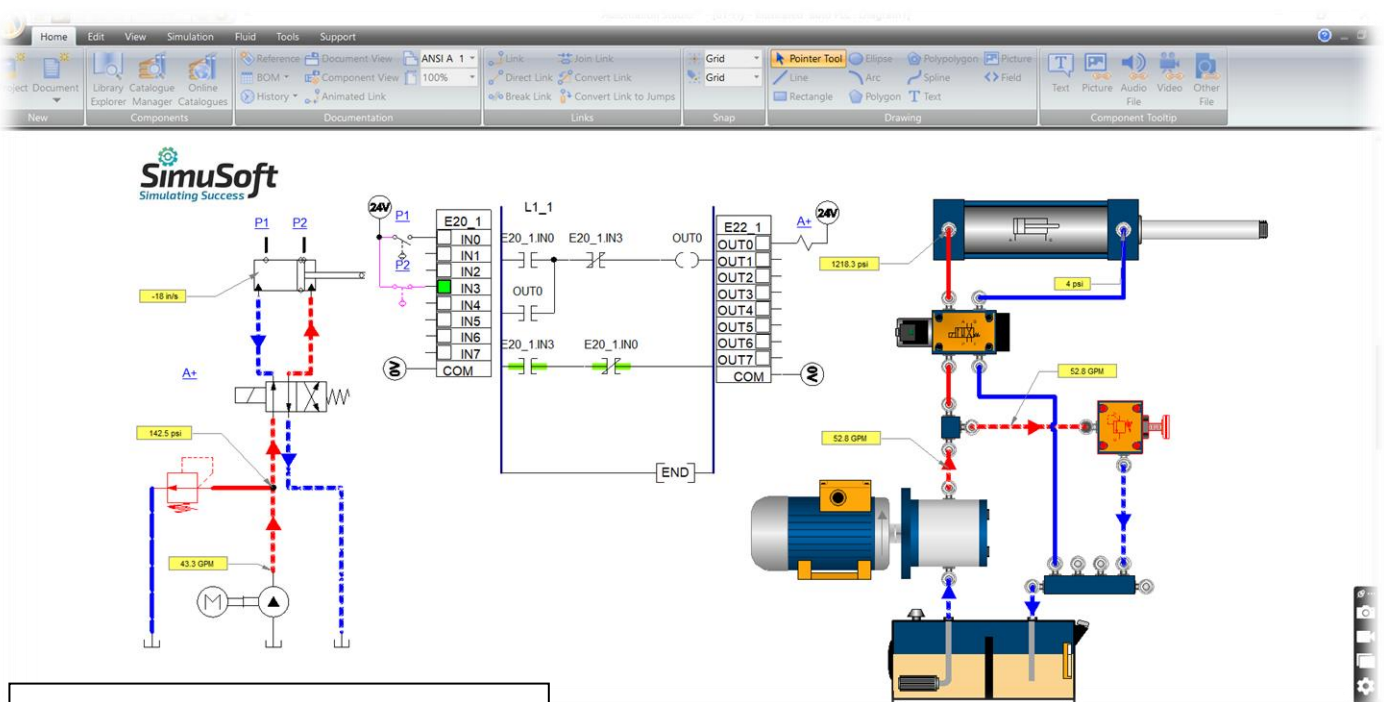 Home Edit View Simulation Fluid Tools Support
Reference Document View ANSI A 1
Link Join Link
Grid
Pointer Tool Ellipse Polypolygon Picture
Document
Library Catalogue Online
Explorer Manager Catalogues
BOM Component View 100%
Direct Link Convert Link
Grid
Line Arc Spline Field
Text Picture Audio Video Other
File File
History Animated Link
Break Link Convert Link to Jumps
Rectangle Polygon Text
New Components Documentation Links Snap Drawing Component Tooltip
SimuSoft
Simulating Success
P1 P2
-18 in/s
A+
142.5 psi
43.3 GPM
M
24V
P1
P2
0V
E20_1
IN0
IN1
IN2
IN3
IN4
IN5
IN6
IN7
COM
L1_1
E20_1.IN0 E20_1.IN3 OUT0
OUT0
E20_1.IN3 E20_1.IN0
END
E22_1
OUT0
OUT1
OUT2
OUT3
OUT4
OUT5
OUT6
OUT7
COM
A+
24V
0V
1218.3 psi
4 psi
52.8 GPM
52.8 GPM